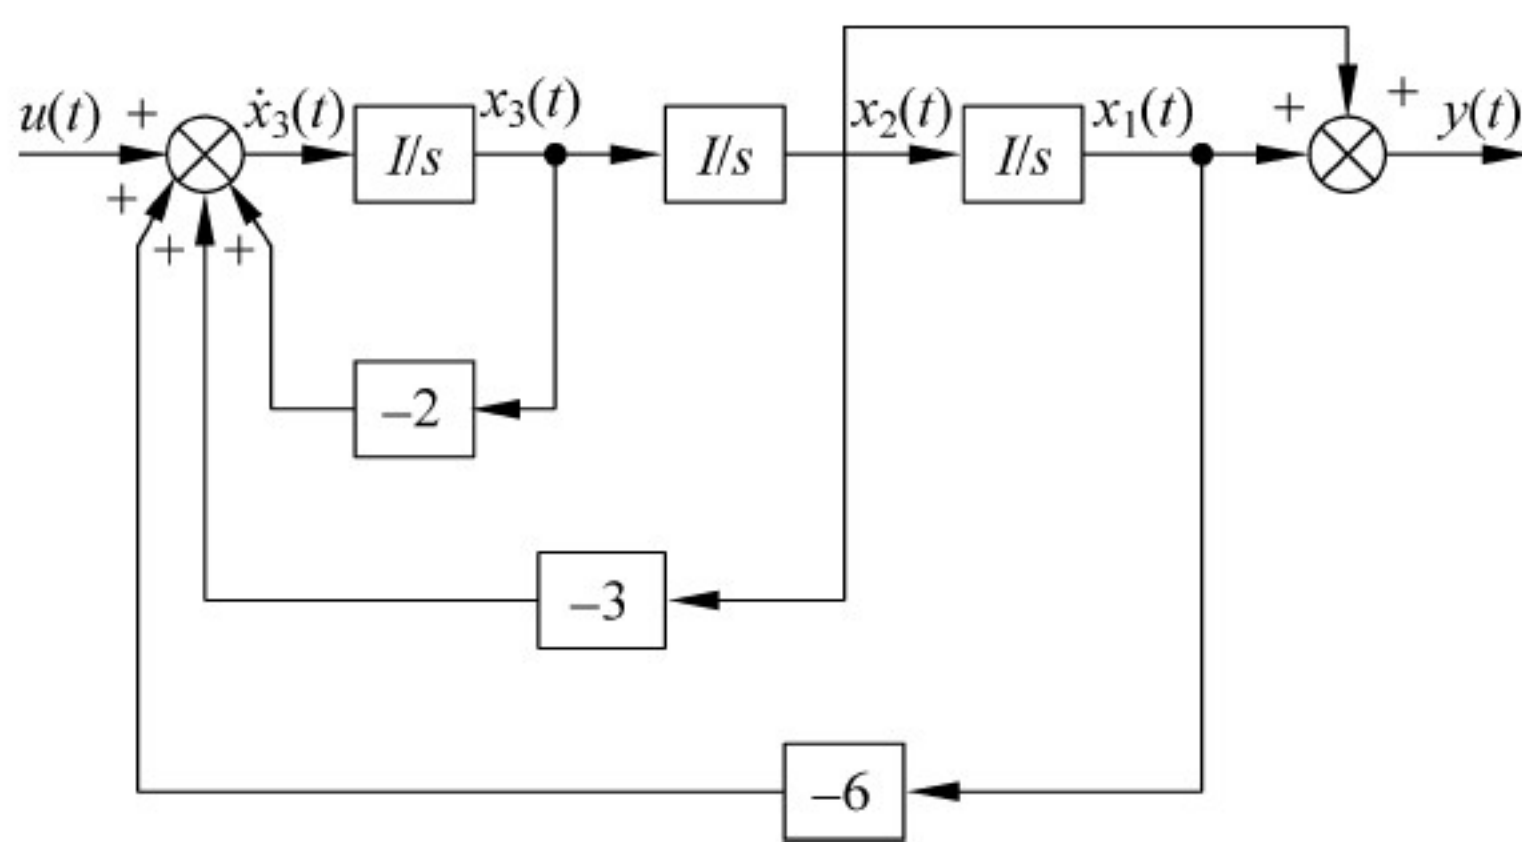 u(t) + ẋ₃(t) I/s x₃(t) I/s x₂(t) I/s x₁(t) + + y(t)
+ + +
–2
–3
–6